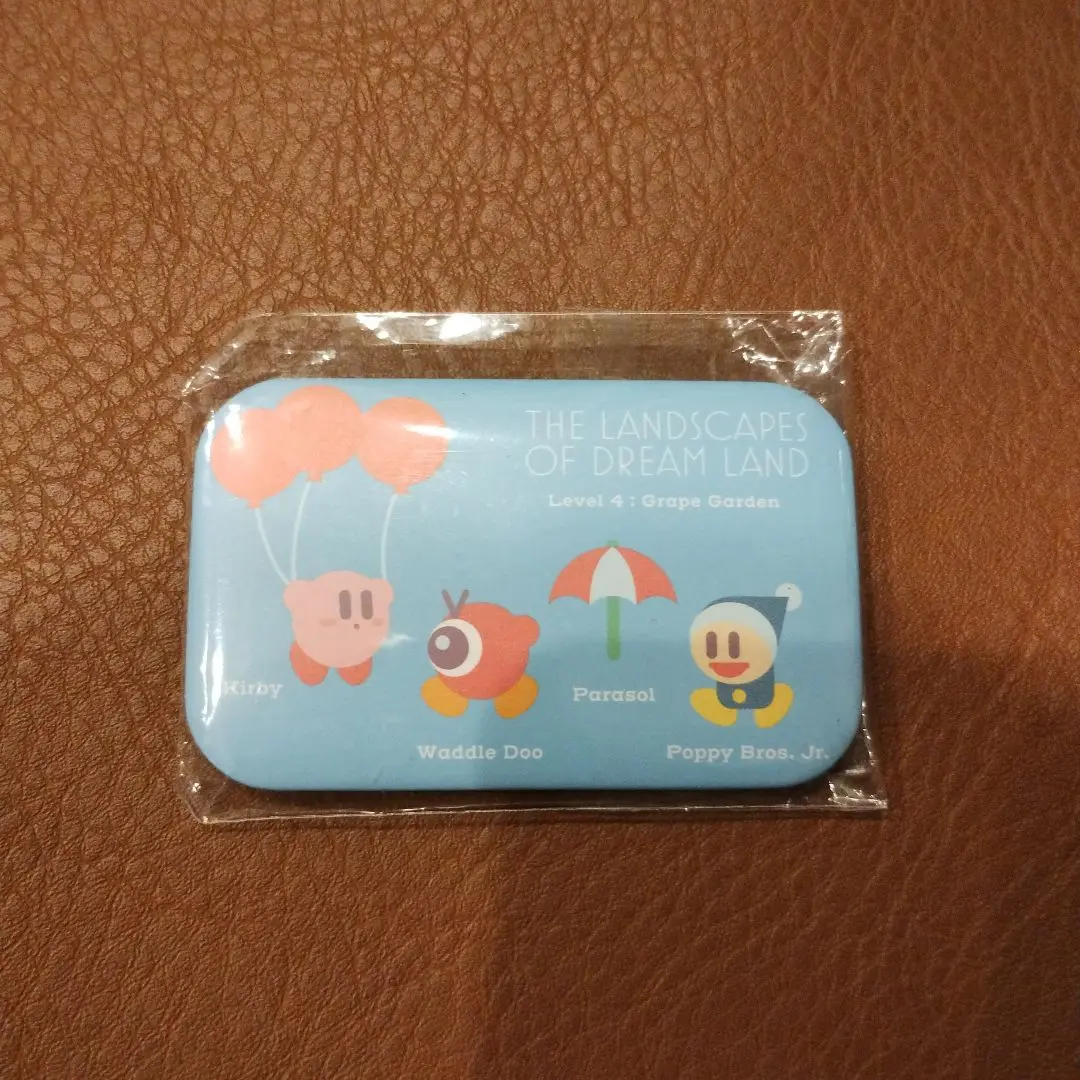 THE LANDSCAPES
OF DREAM LAND
Level 4 : Grape Garden
Kirby
Waddle Doo
Parasol
Poppy Bros. Jr.